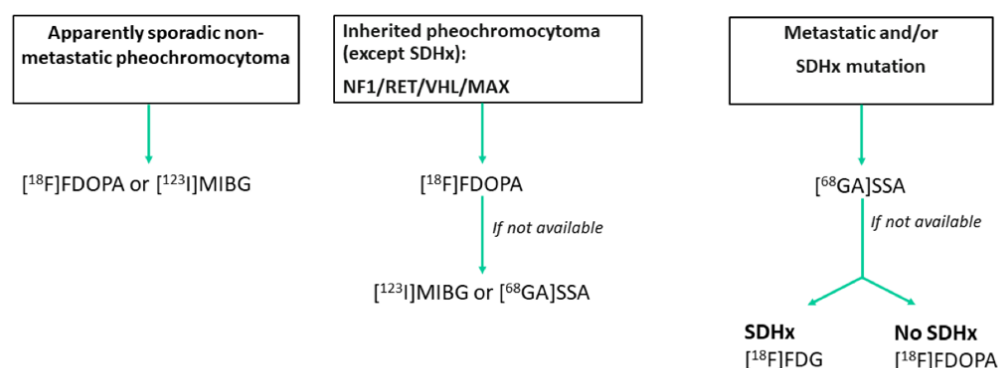 Apparently sporadic non-
metastatic pheochromocytoma
[¹⁸F]FDOPA or [¹²³I]MIBG
Inherited pheochromocytoma
(except SDHx):
NF1/RET/VHL/MAX
[¹⁸F]FDOPA
If not available
[¹²³I]MIBG or [⁶⁸GA]SSA
Metastatic and/or
SDHx mutation
[⁶⁸GA]SSA
If not available
SDHx
[¹⁸F]FDG
No SDHx
[¹⁸F]FDOPA